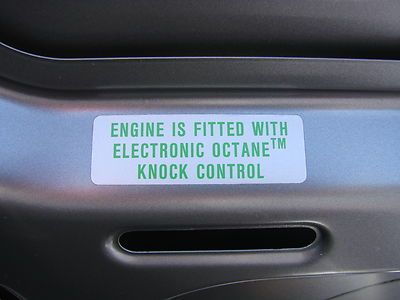 ENGINE IS FITTED WITH
ELECTRONIC OCTANE™
KNOCK CONTROL